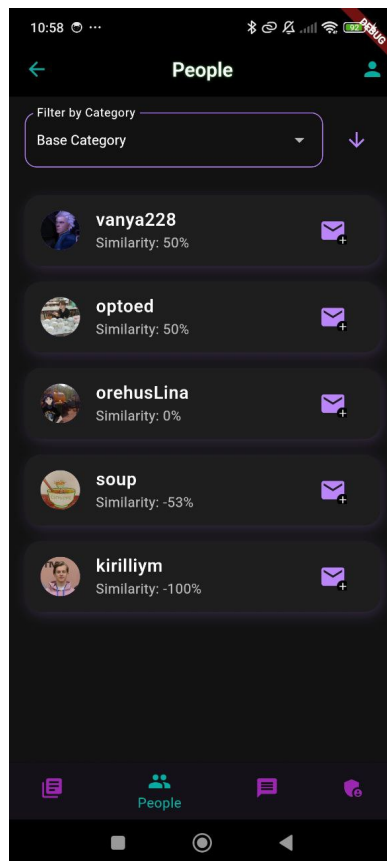 10:58
92
DEBUG
People
Filter by Category
Base Category
vanya228
Similarity: 50%
optoed
Similarity: 50%
orehusLina
Similarity: 0%
soup
Similarity: -53%
kirilliym
Similarity: -100%
People